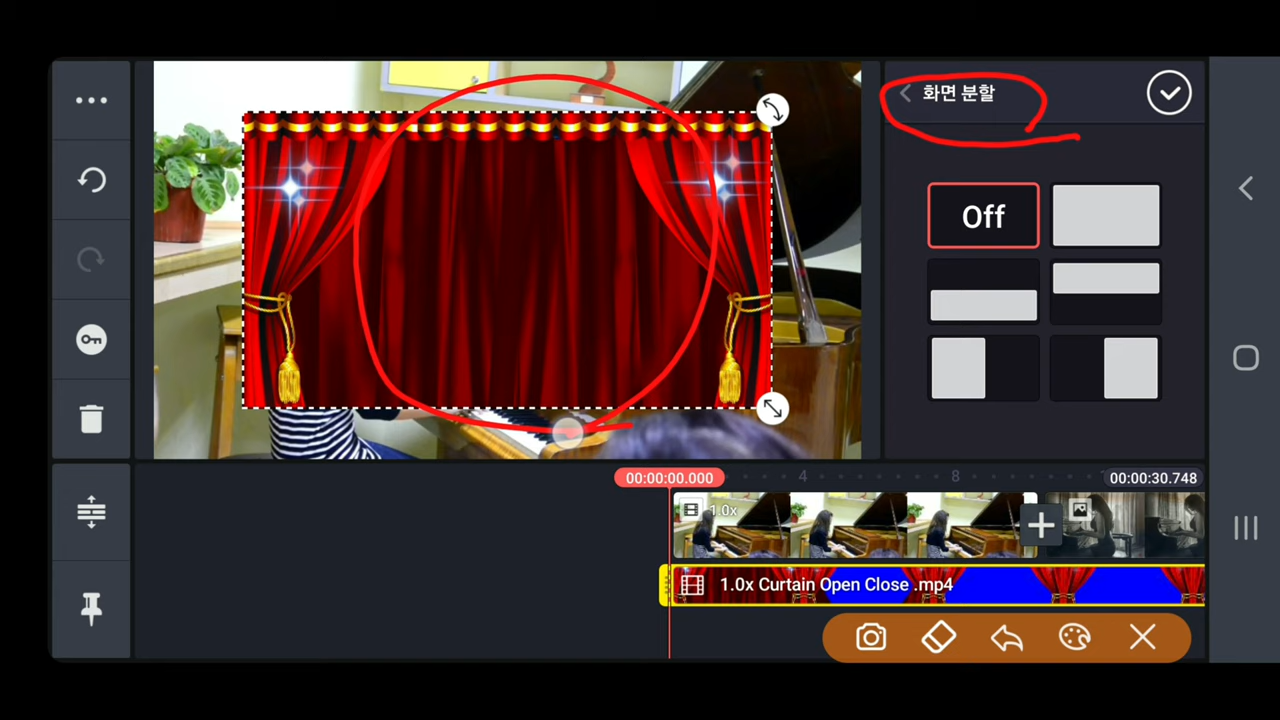 화면 분할
Off
00:00:00.000
4
8
00:00:30.748
1.0x
1.0x Curtain Open Close .mp4